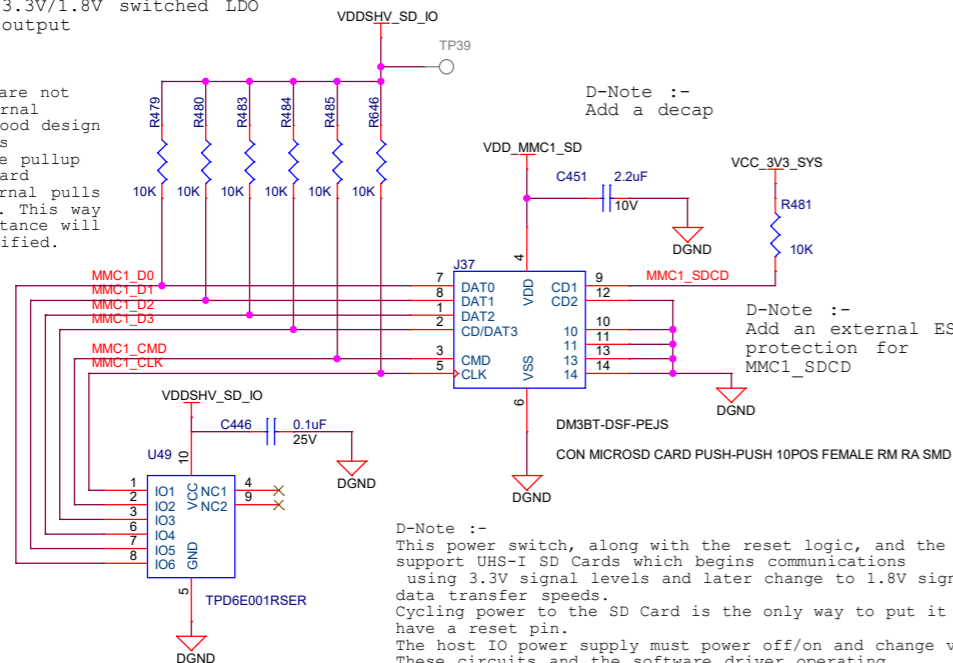 3.3V/1.8V switched LDO
output
VDDSHV_SD_IO
TP39
are not
rnal
ood design
s
e pullup
ard
rnal pulls
. This way
tance will
ified.
R479
R480
R483
R484
R485
R646
10K
10K
10K
10K
10K
10K
D-Note :-
Add a decap
VDD_MMC1_SD
C451
2.2uF
10V
DGND
VCC_3V3_SYS
R481
10K
MMC1_D0
MMC1_D1
MMC1_D2
MMC1_D3
MMC1_CMD
MMC1_CLK
J37
7
8
1
2
3
5
DAT0
DAT1
DAT2
CD/DAT3
CMD
CLK
4
VDD
VSS
6
CD1
CD2
10
11
13
14
9
12
10
11
13
14
MMC1_SDCD
D-Note :-
Add an external ES
protection for
MMC1_SDCD
DGND
DM3BT-DSF-PEJS
CON MICROSD CARD PUSH-PUSH 10POS FEMALE RM RA SMD
DGND
VDDSHV_SD_IO
C446
0.1uF
25V
DGND
U49
10
1
2
3
6
7
8
IO1
IO2
IO3
IO4
IO5
IO6
VCC
GND
NC1
NC2
4
9
5
TPD6E001RSER
DGND
D-Note :-
This power switch, along with the reset logic, and the
support UHS-I SD Cards which begins communications
using 3.3V signal levels and later change to 1.8V sign
data transfer speeds.
Cycling power to the SD Card is the only way to put it
have a reset pin.
The host IO power supply must power off/on and change v
These circuits and the software driver operating